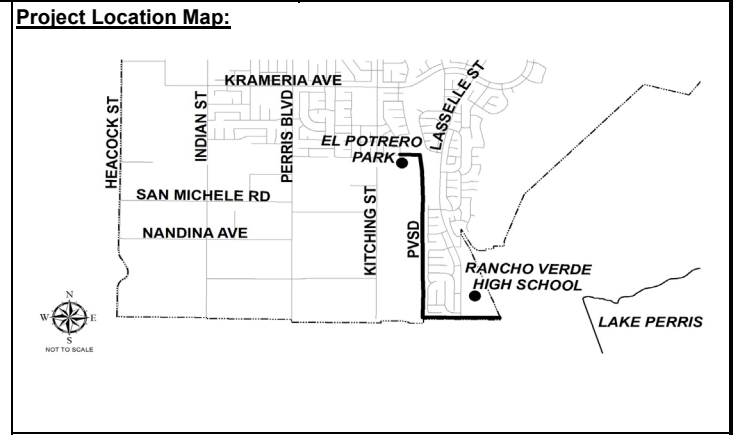 Project Location Map:
KRAMERIA AVE
LASSELLE ST
HEACOCK ST
INDIAN ST
PERRIS BLVD
EL POTRERO
PARK
SAN MICHELE RD
KITCHING ST
NANDINA AVE
PVSD
RANCHO VERDE
HIGH SCHOOL
N
W
E
S
NOT TO SCALE
LAKE PERRIS